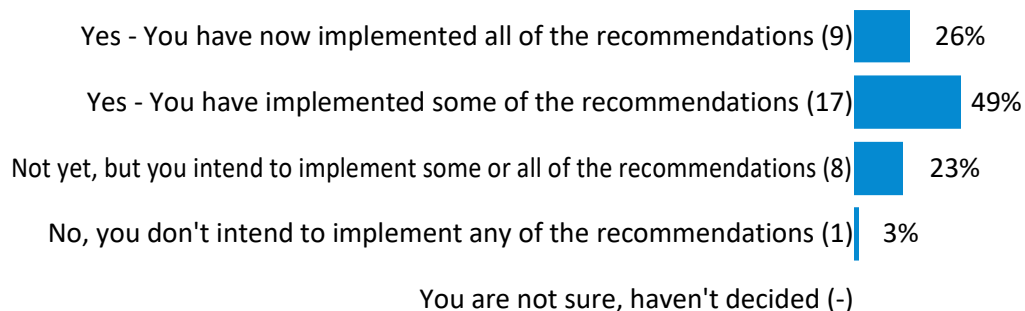 Yes - You have now implemented all of the recommendations (9) 26%
Yes - You have implemented some of the recommendations (17) 49%
Not yet, but you intend to implement some or all of the recommendations (8) 23%
No, you don't intend to implement any of the recommendations (1) 3%
You are not sure, haven't decided (-)